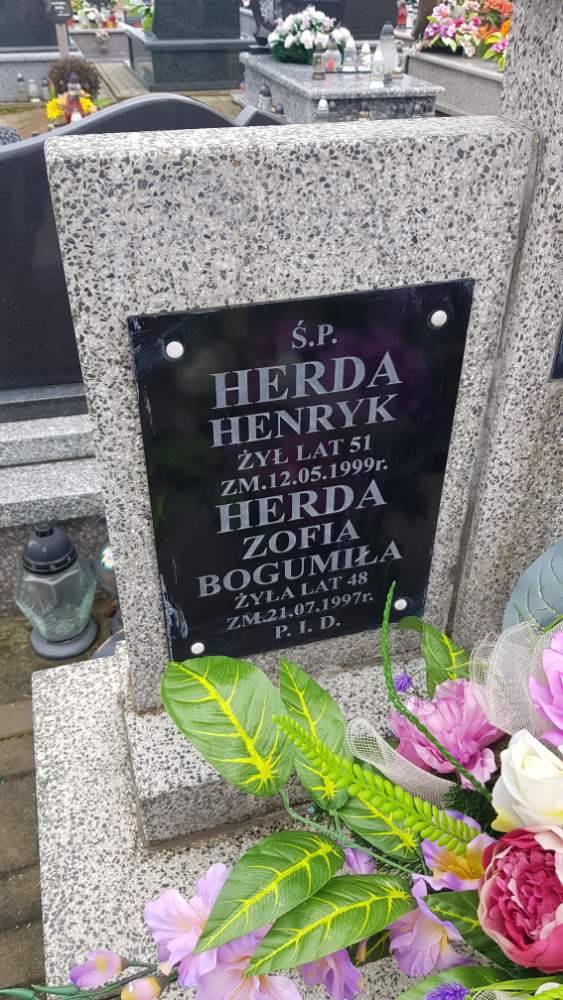 Ś.P.
HERDA
HENRYK
ŻYŁ LAT 51
ZM.12.05.1999r.
HERDA
ZOFIA
BOGUMIŁA
ŻYŁA LAT 48
ZM.21.07.1997r.
P. I. D.